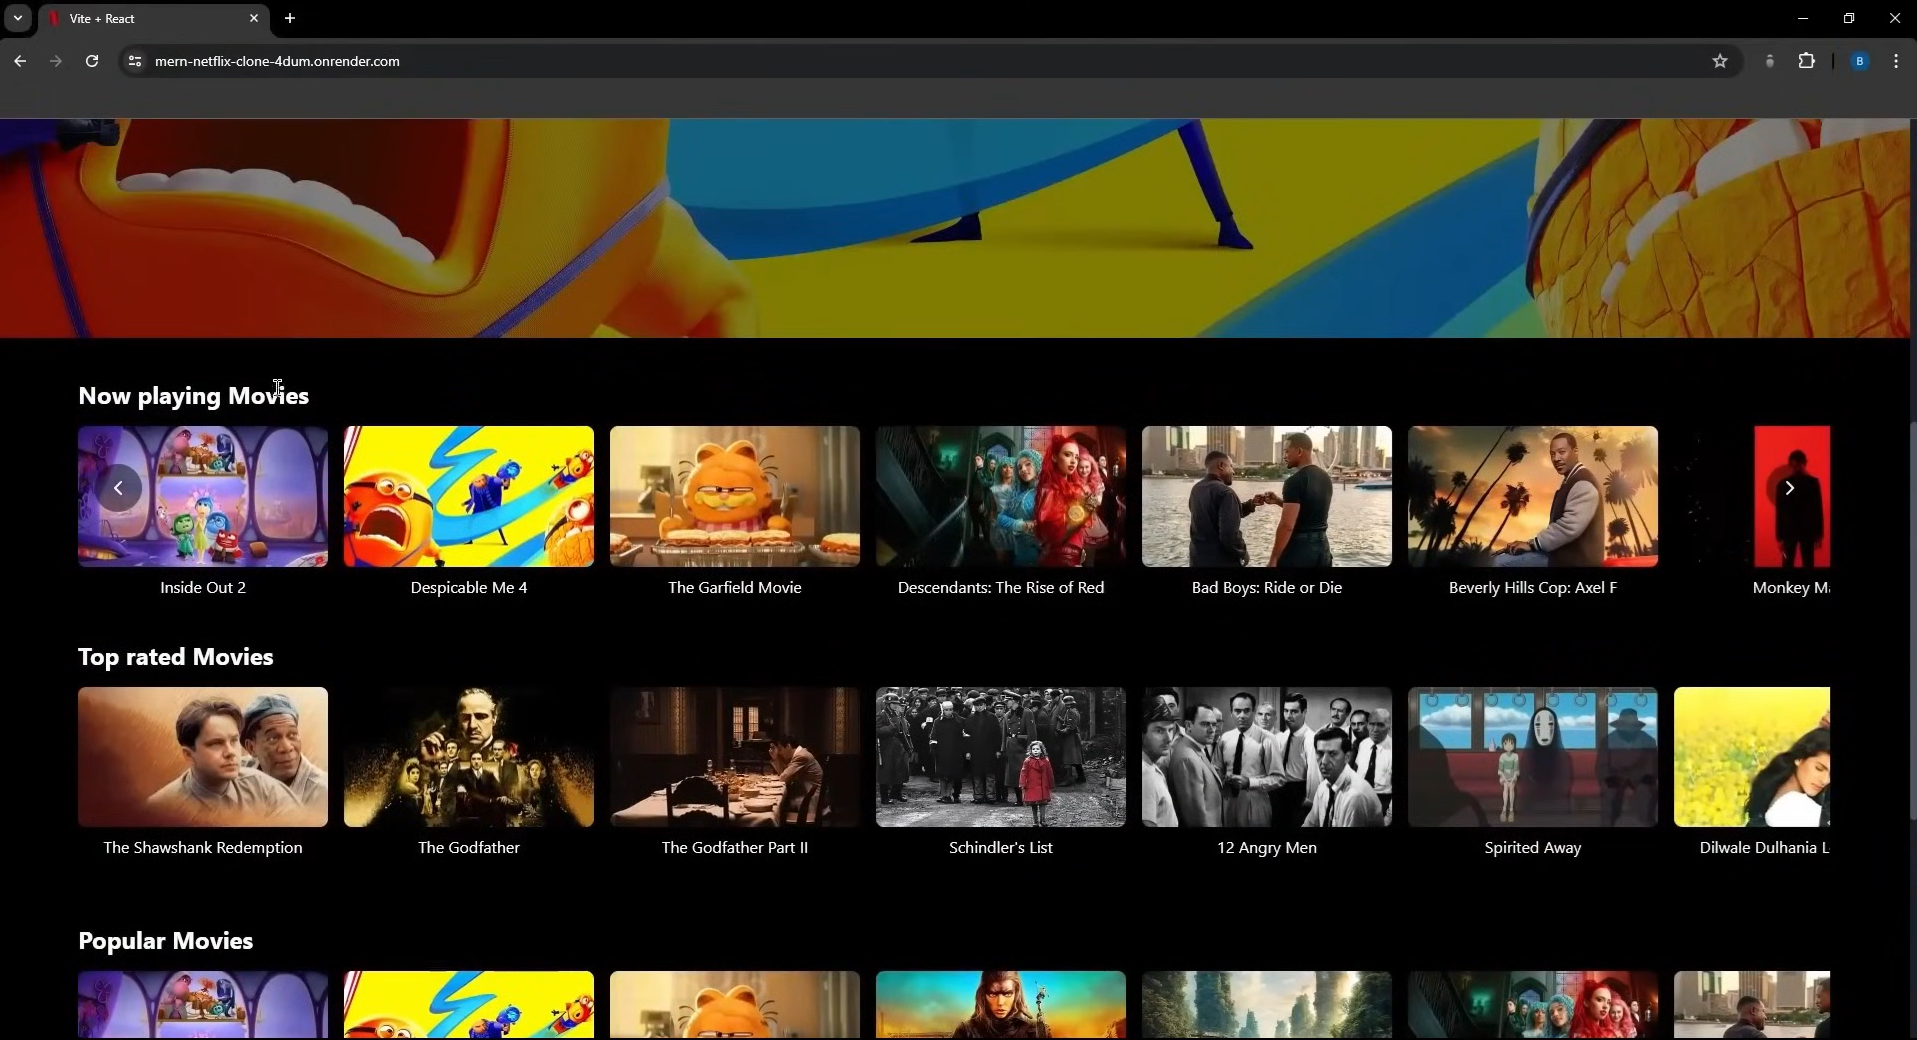 Vite + React
mern-netflix-clone-4dum.onrender.com
B
Now playing Movies
Inside Out 2
Despicable Me 4
The Garfield Movie
Descendants: The Rise of Red
Bad Boys: Ride or Die
Beverly Hills Cop: Axel F
Monkey
Top rated Movies
The Shawshank Redemption
The Godfather
The Godfather Part II
Schindler's List
12 Angry Men
Spirited Away
Dilwale Dulhania
Popular Movies